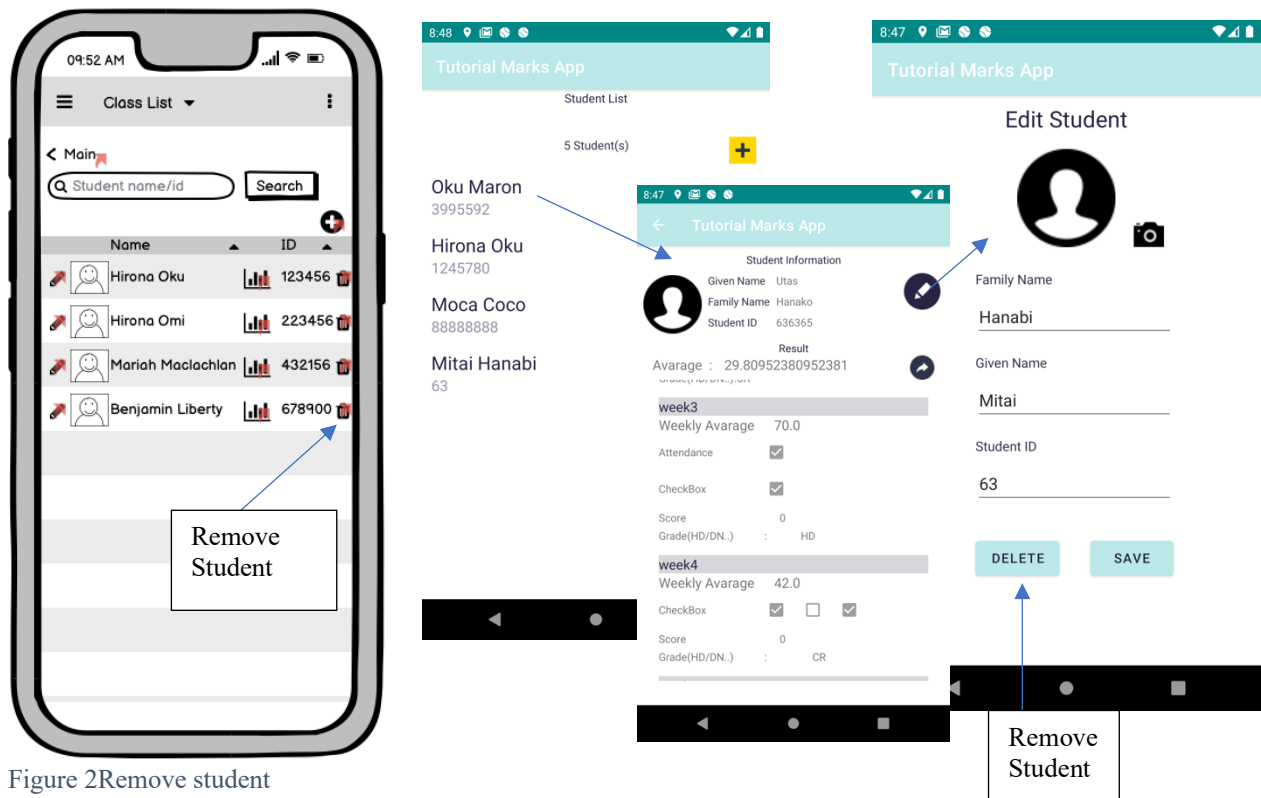 09:52 AM
Class List
Main
Student name/id
Search
Name ID
Hirona Oku 123456
Hirona Omi 223456
Mariah Maclachlan 432156
Benjamin Liberty 678900
Remove
Student
Figure 2Remove student
8:48
Tutorial Marks App
Student List
5 Student(s)
Oku Maron
3995592
Hirona Oku
1245780
Moca Coco
88888888
Mitai Hanabi
63
8:47
Tutorial Marks App
Student Information
Given Name Utas
Family Name Hanako
Student ID 636365
Result
Avarage : 29.80952380952381
week3
Weekly Avarage 70.0
Attendance
CheckBox
Score 0
Grade(HD/DN..) : HD
week4
Weekly Avarage 42.0
CheckBox
Score 0
Grade(HD/DN..) : CR
8:47
Tutorial Marks App
Edit Student
Family Name
Hanabi
Given Name
Mitai
Student ID
63
DELETE SAVE
Remove
Student